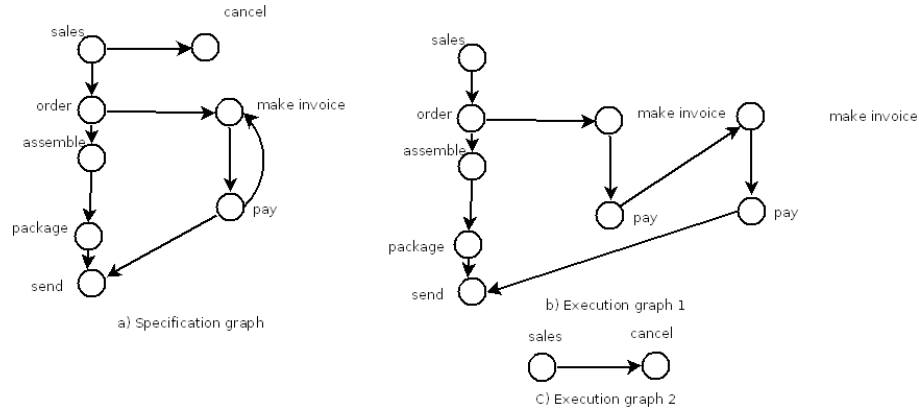 cancel
sales
order
make invoice
assemble
pay
package
send
a) Specification graph
sales
order
make invoice
make invoice
assemble
pay
pay
package
send
b) Execution graph 1
sales
cancel
C) Execution graph 2